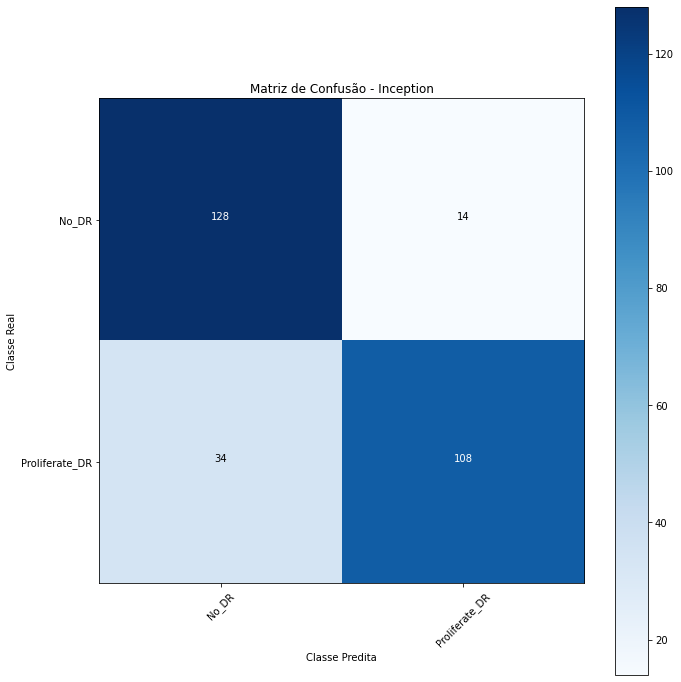 Matriz de Confusão - Inception
No_DR
128
14
Proliferate_DR
34
108
Classe Real
No_DR
Proliferate_DR
Classe Predita
120
100
80
60
40
20